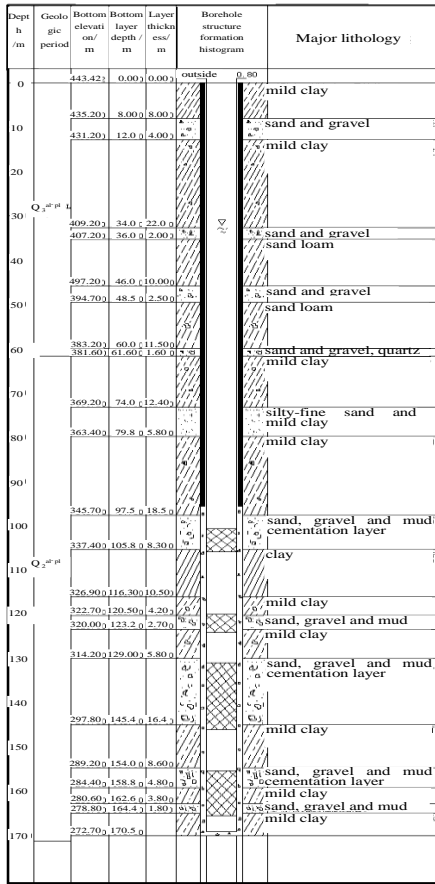 Dept h /m Geolo gic period Bottom elevati on/ m Bottom layer depth / m Layer thickn ess/ m Borehole structure formation histogram Major lithology
outside 0.80
0 443.42 0.00 0.00
mild clay
435.20 8.00 8.00
10 sand and gravel
431.20 12.0 4.00
mild clay
20
30
409.20 34.0 22.0
sand and gravel
407.20 36.0 2.00
sand loam
40
497.20 46.0 10.00
sand and gravel
394.70 48.5 2.50
50 sand loam
383.20 60.0 11.50
60 sand and gravel, quartz
381.60 61.60 1.60
mild clay
70
369.20 74.0 12.40
silty-fine sand and
mild clay
363.40 79.8 5.80
80 mild clay
90
345.70 97.5 18.5
sand, gravel and mud
100 cementation layer
337.40 105.8 8.30
clay
110
326.90 116.30 10.50
mild clay
322.70 120.50 4.20
120 sand, gravel and mud
320.00 123.2 2.70
mild clay
314.20 129.00 5.80
130 sand, gravel and mud
cementation layer
140
297.80 145.4 16.4
mild clay
150
289.20 154.0 8.60
sand, gravel and mud
284.40 158.8 4.80
cementation layer
160 mild clay
280.60 162.6 3.80
sand, gravel and mud
278.80 164.4 1.80
mild clay
170 272.70 170.5